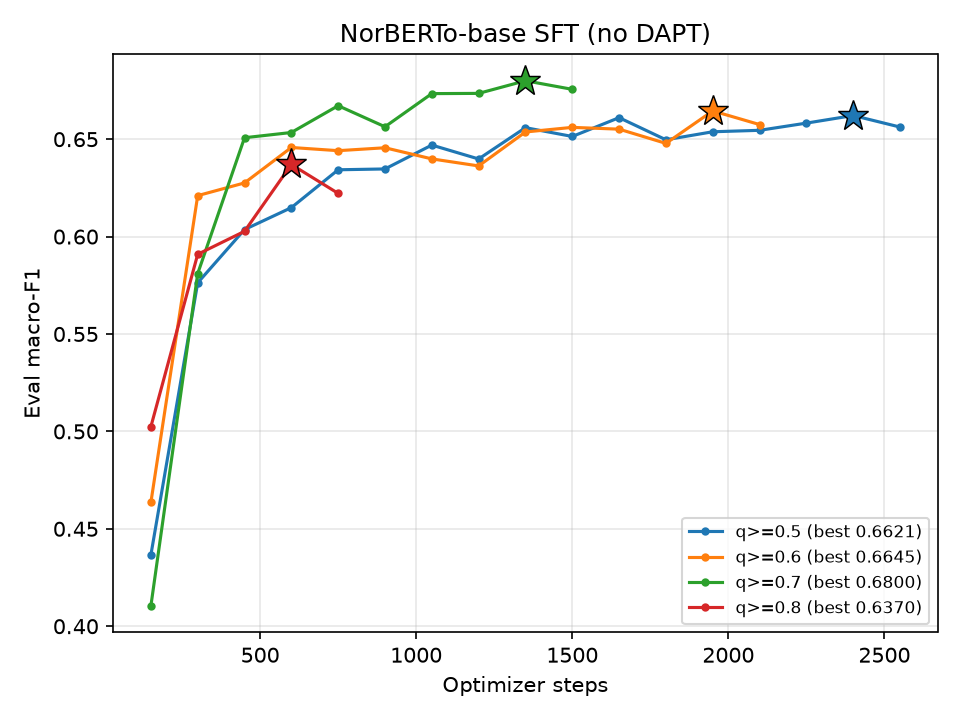 NorBERTo-base SFT (no DAPT)
Eval macro-F1
0.65
0.60
0.55
0.50
0.45
0.40
500
1000
1500
2000
2500
Optimizer steps
q>=0.5 (best 0.6621)
q>=0.6 (best 0.6645)
q>=0.7 (best 0.6800)
q>=0.8 (best 0.6370)